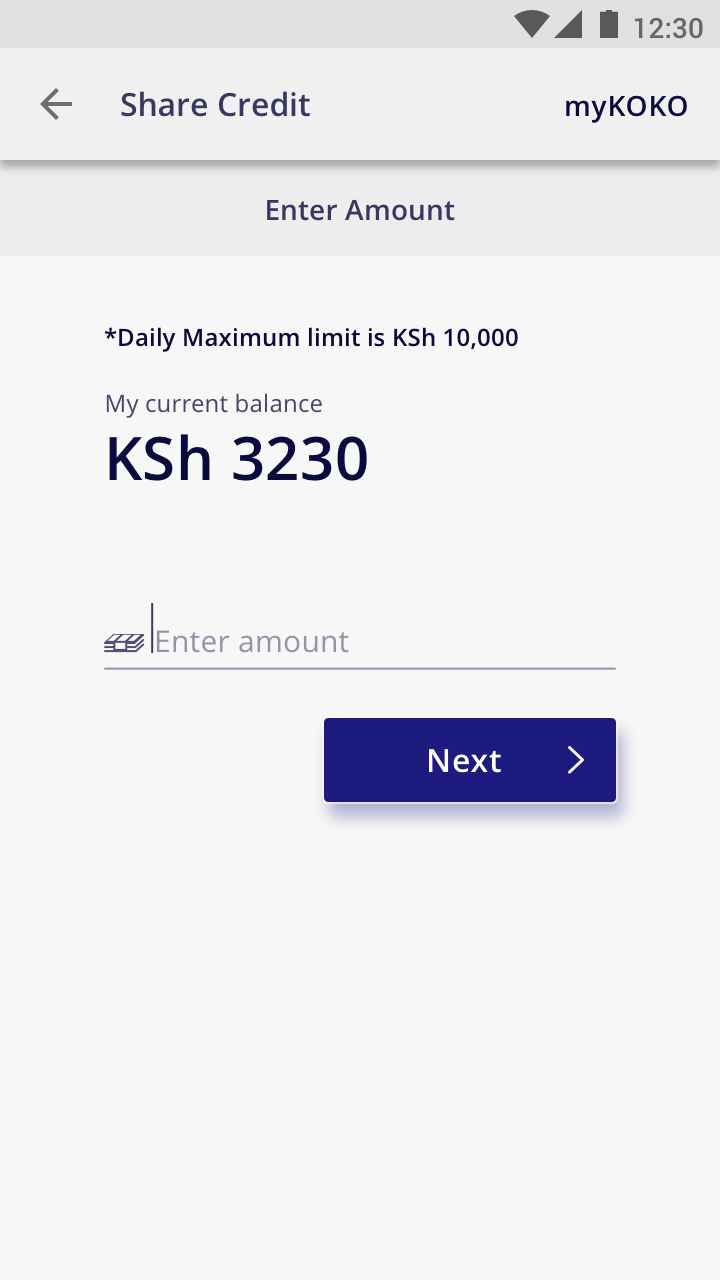 12:30
Share Credit
myKOKO
Enter Amount
*Daily Maximum limit is KSh 10,000
My current balance
KSh 3230
Enter amount
Next